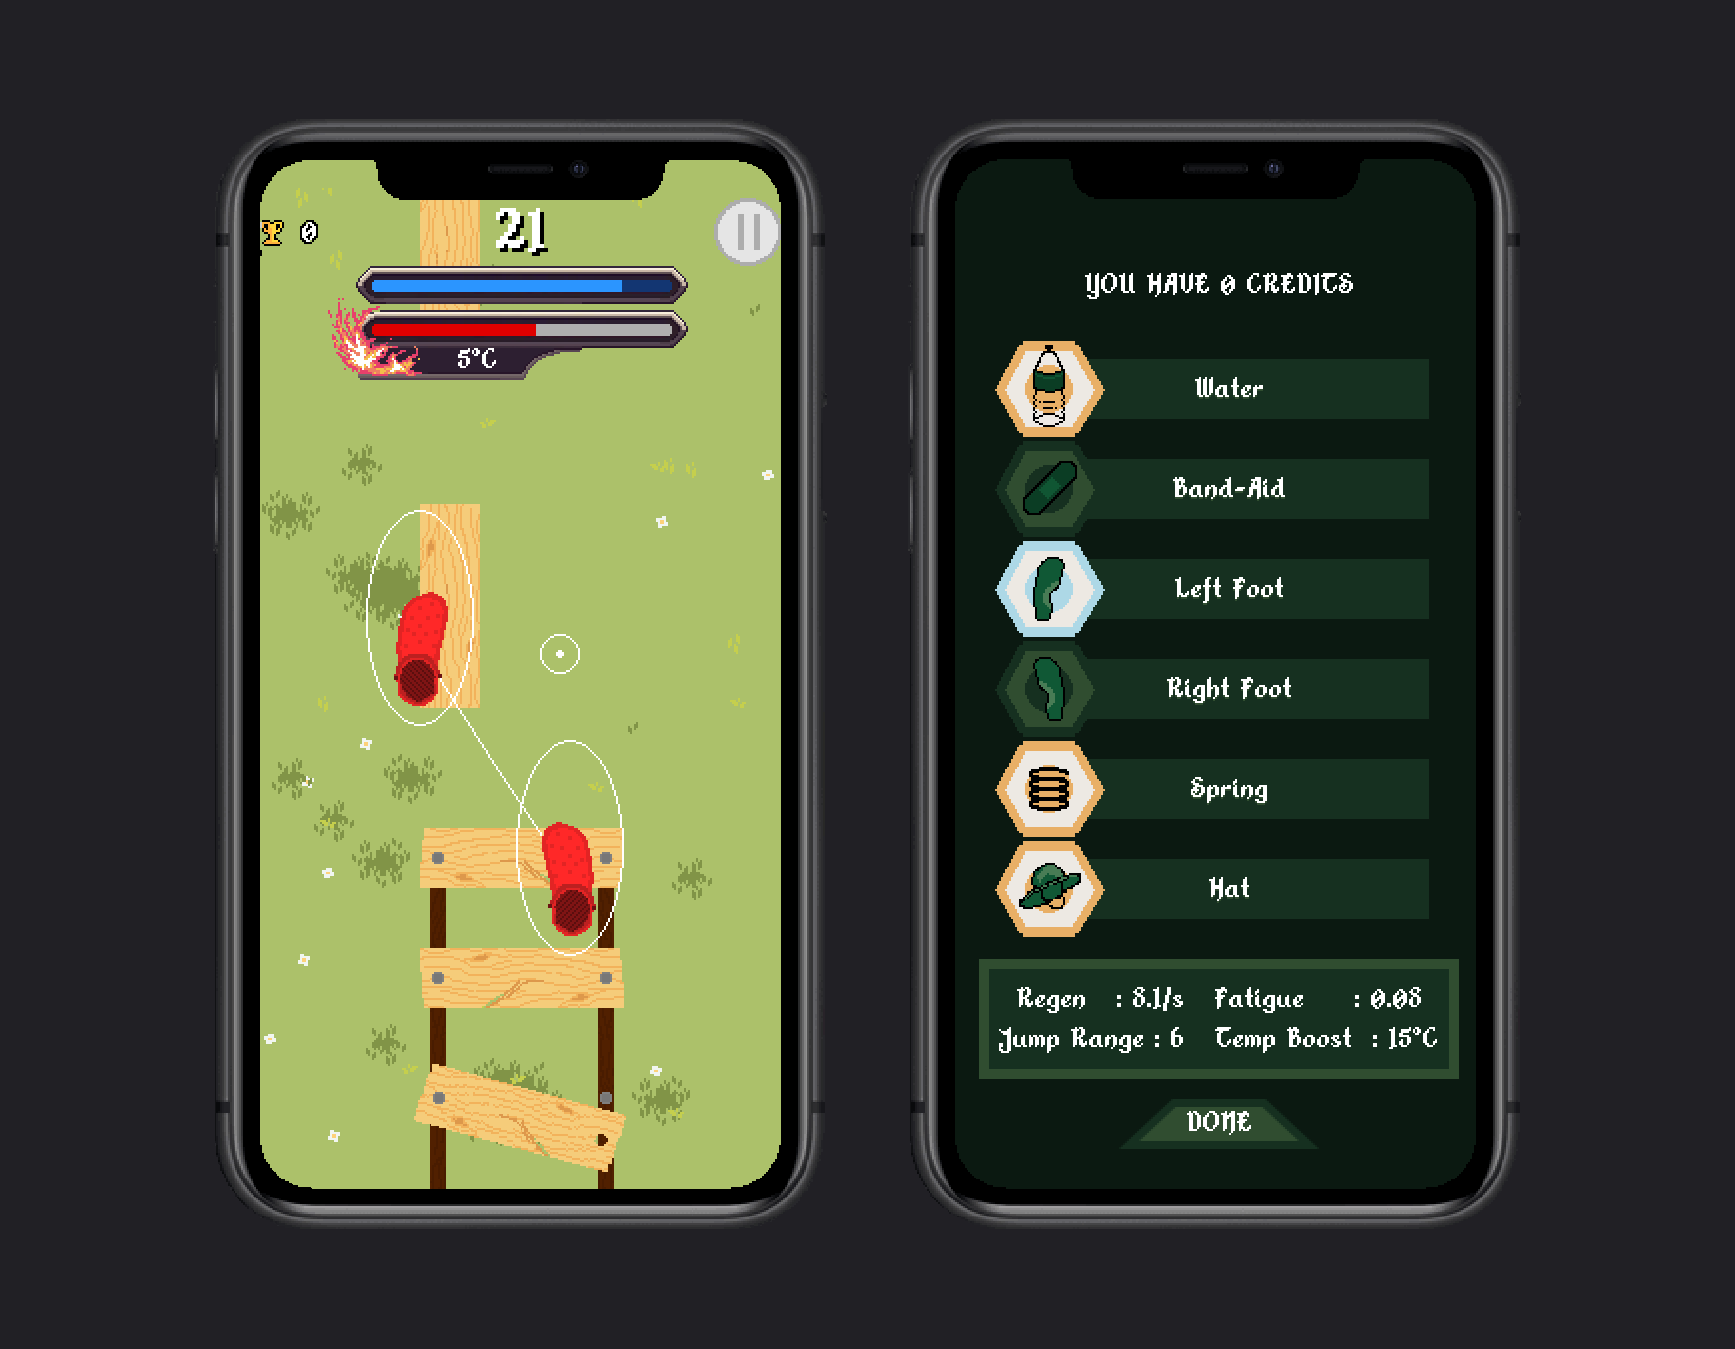 0
21
5°C
YOU HAVE 0 CREDITS
Water
Band-Aid
Left Foot
Right Foot
Spring
Hat
Regen : 8.1/s Fatigue : 0.08
Jump Range : 6 Temp Boost : 15°C
DONE